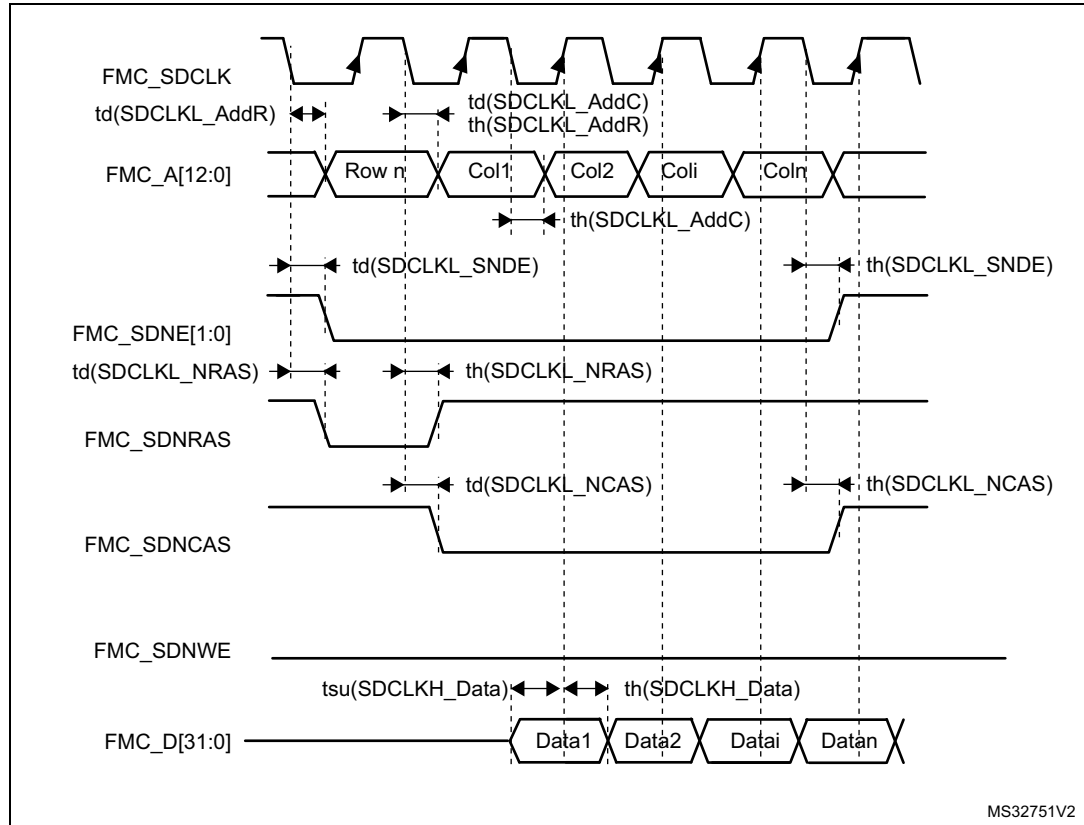 FMC_SDCLK
td(SDCLKL_AddR)
td(SDCLKL_AddC)
th(SDCLKL_AddR)
FMC_A[12:0]
Row n
Col1
Col2
Coli
Coln
th(SDCLKL_AddC)
td(SDCLKL_SNDE)
th(SDCLKL_SNDE)
FMC_SDNE[1:0]
td(SDCLKL_NRAS)
th(SDCLKL_NRAS)
FMC_SDNRAS
td(SDCLKL_NCAS)
th(SDCLKL_NCAS)
FMC_SDNCAS
FMC_SDNWE
tsu(SDCLKH_Data)
th(SDCLKH_Data)
FMC_D[31:0]
Data1
Data2
Datai
Datan
MS32751V2